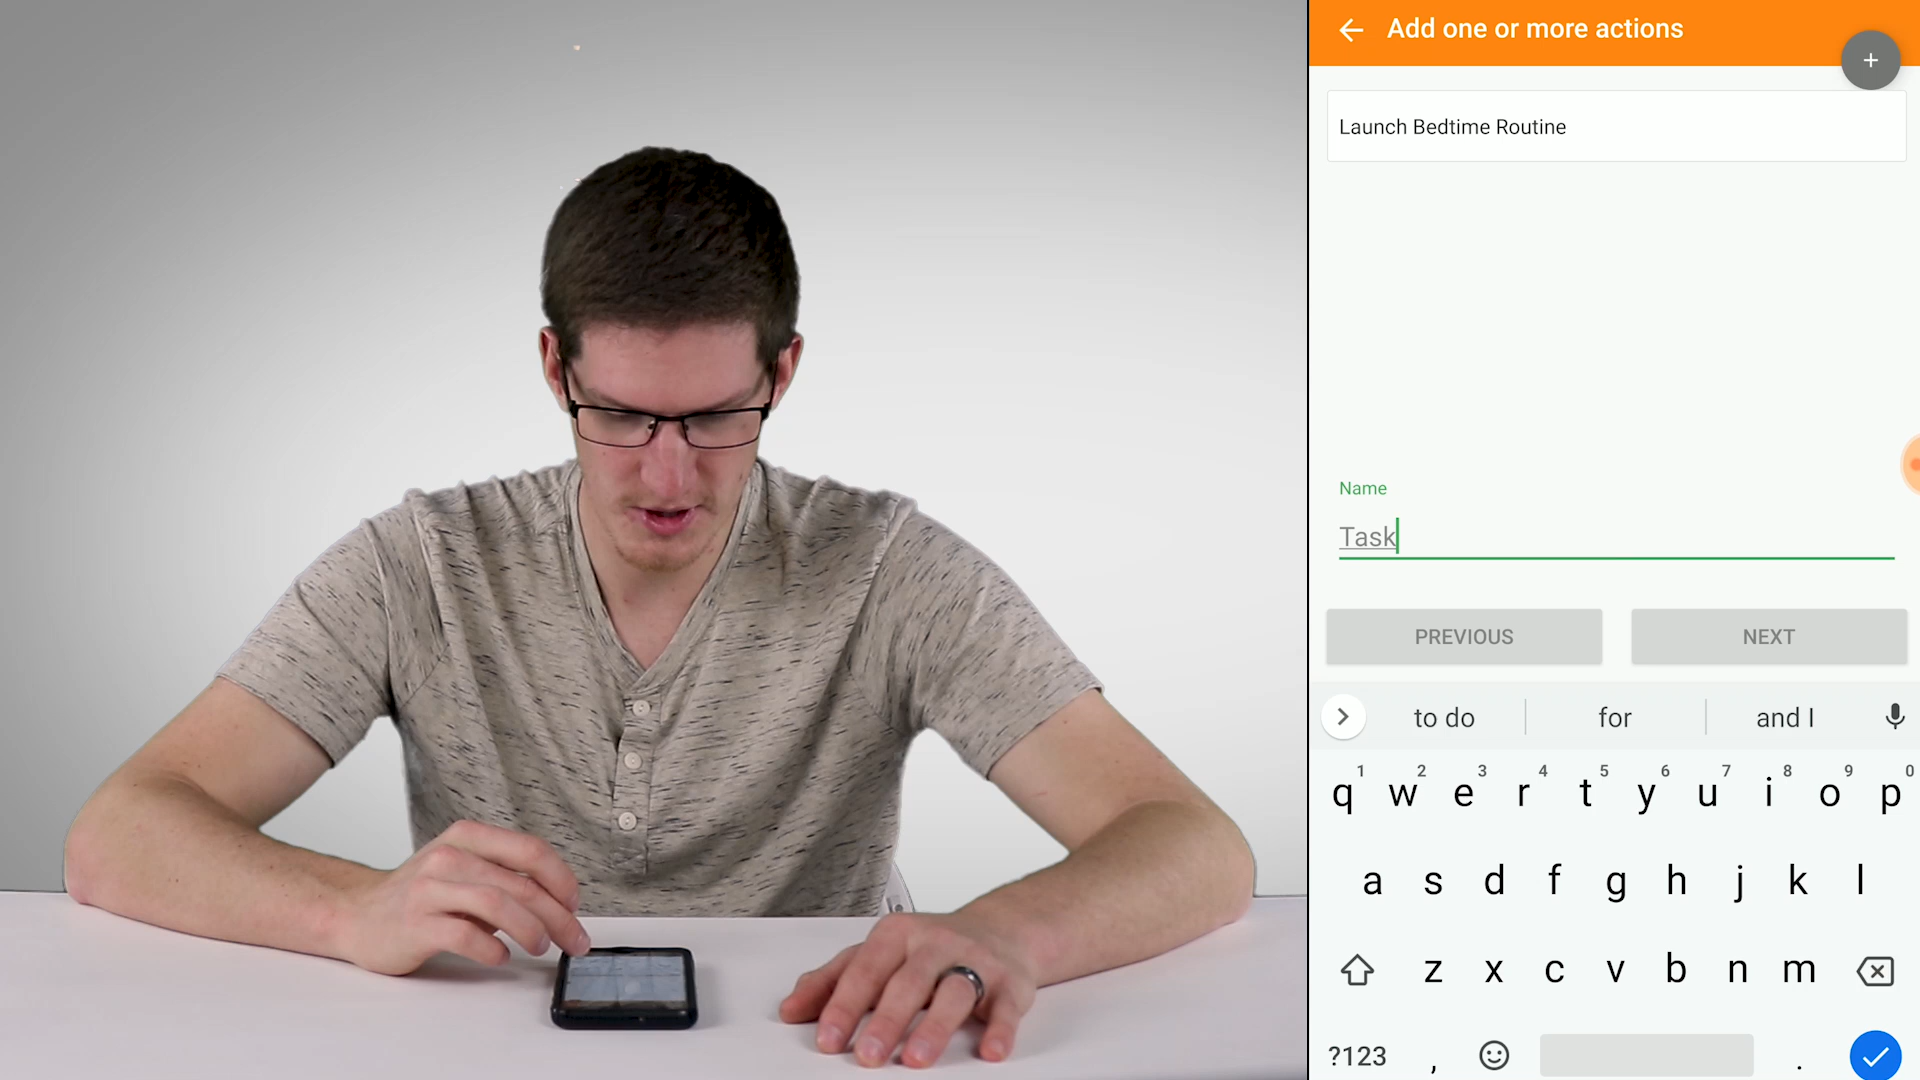 Add one or more actions
+
Launch Bedtime Routine
Name
Task
PREVIOUS NEXT
to do for and I
1 2 3 4 5 6 7 8 9 0
q w e r t y u i o p
a s d f g h j k l
z x c v b n m
?123 , .